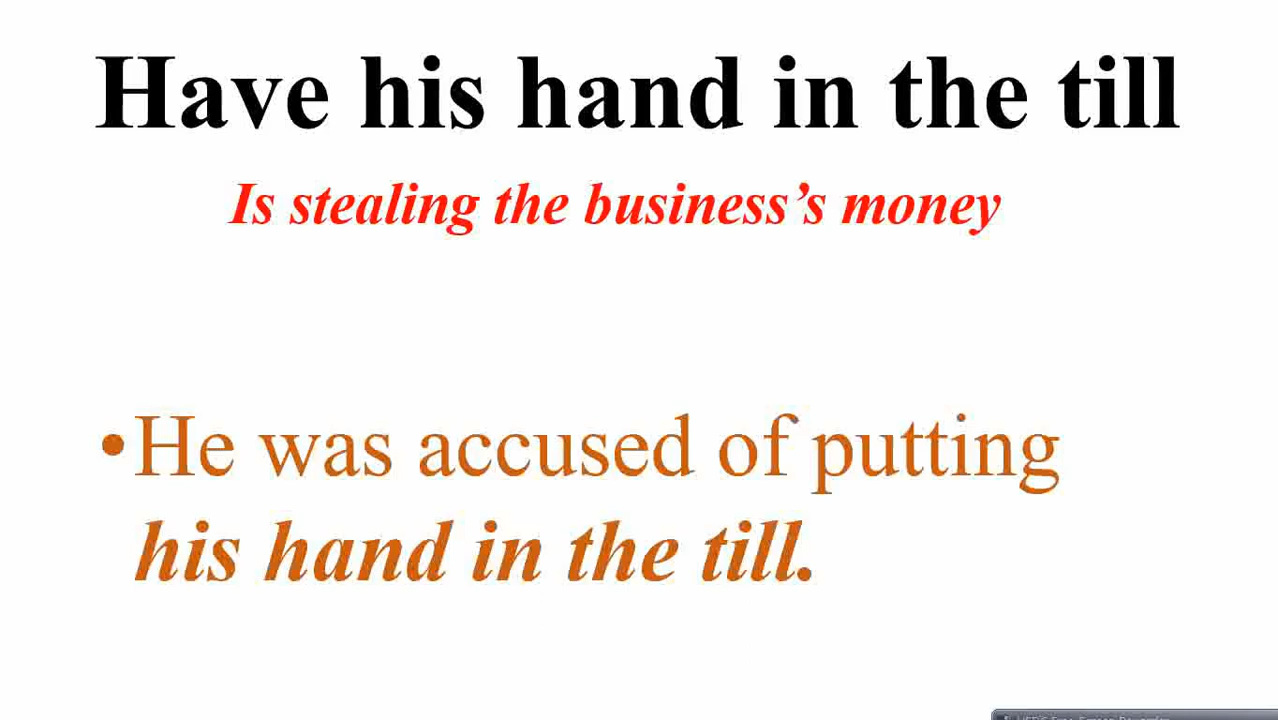 Have his hand in the till
Is stealing the business’s money
•He was accused of putting
his hand in the till.